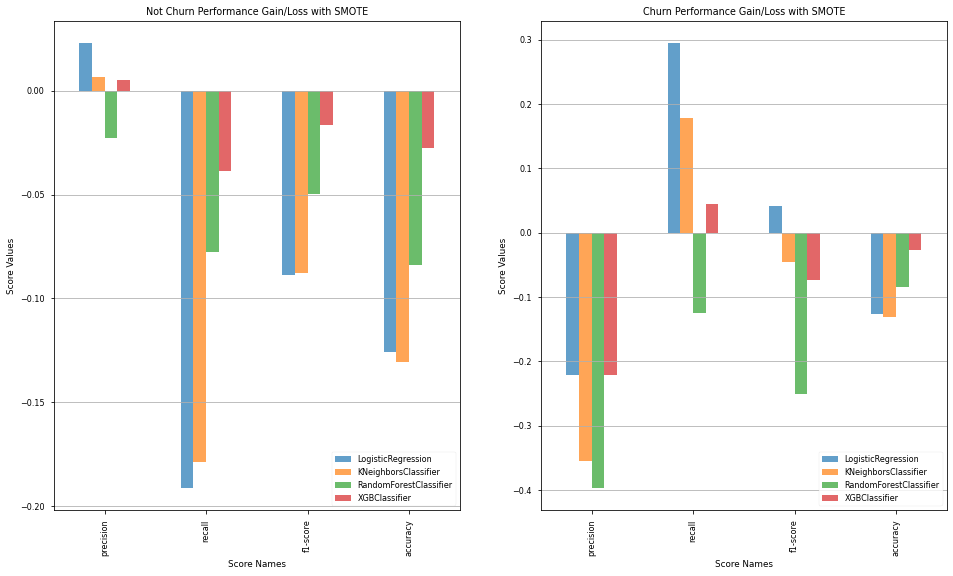 Not Churn Performance Gain/Loss with SMOTE
0.00
−0.05
−0.10
−0.15
−0.20
Score Values
precision
recall
f1-score
accuracy
Score Names
LogisticRegression
KNeighborsClassifier
RandomForestClassifier
XGBClassifier
Churn Performance Gain/Loss with SMOTE
0.3
0.2
0.1
0.0
−0.1
−0.2
−0.3
−0.4
Score Values
precision
recall
f1-score
accuracy
Score Names
LogisticRegression
KNeighborsClassifier
RandomForestClassifier
XGBClassifier